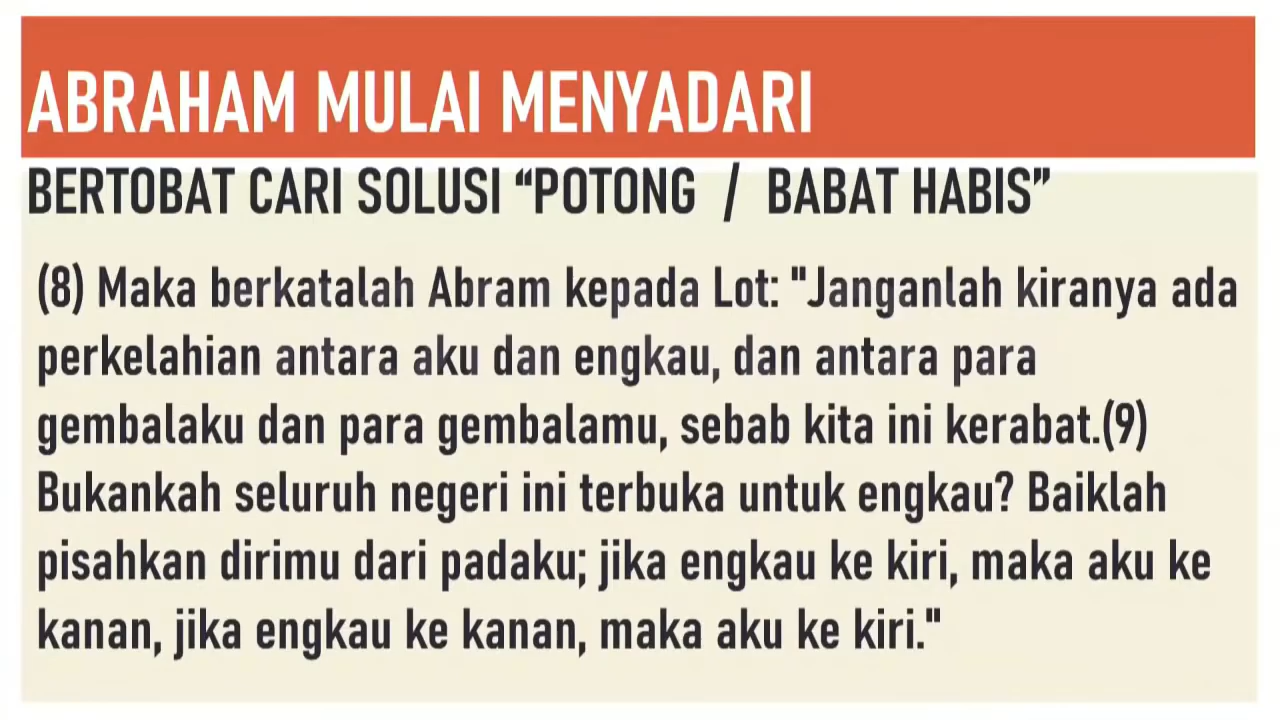 ABRAHAM MULAI MENYADARI
BERTOBAT CARI SOLUSI “POTONG / BABAT HABIS”
(8) Maka berkatalah Abram kepada Lot: "Janganlah kiranya ada
perkelahian antara aku dan engkau, dan antara para
gembalaku dan para gembalamu, sebab kita ini kerabat.(9)
Bukankah seluruh negeri ini terbuka untuk engkau? Baiklah
pisahkan dirimu dari padaku; jika engkau ke kiri, maka aku ke
kanan, jika engkau ke kanan, maka aku ke kiri."